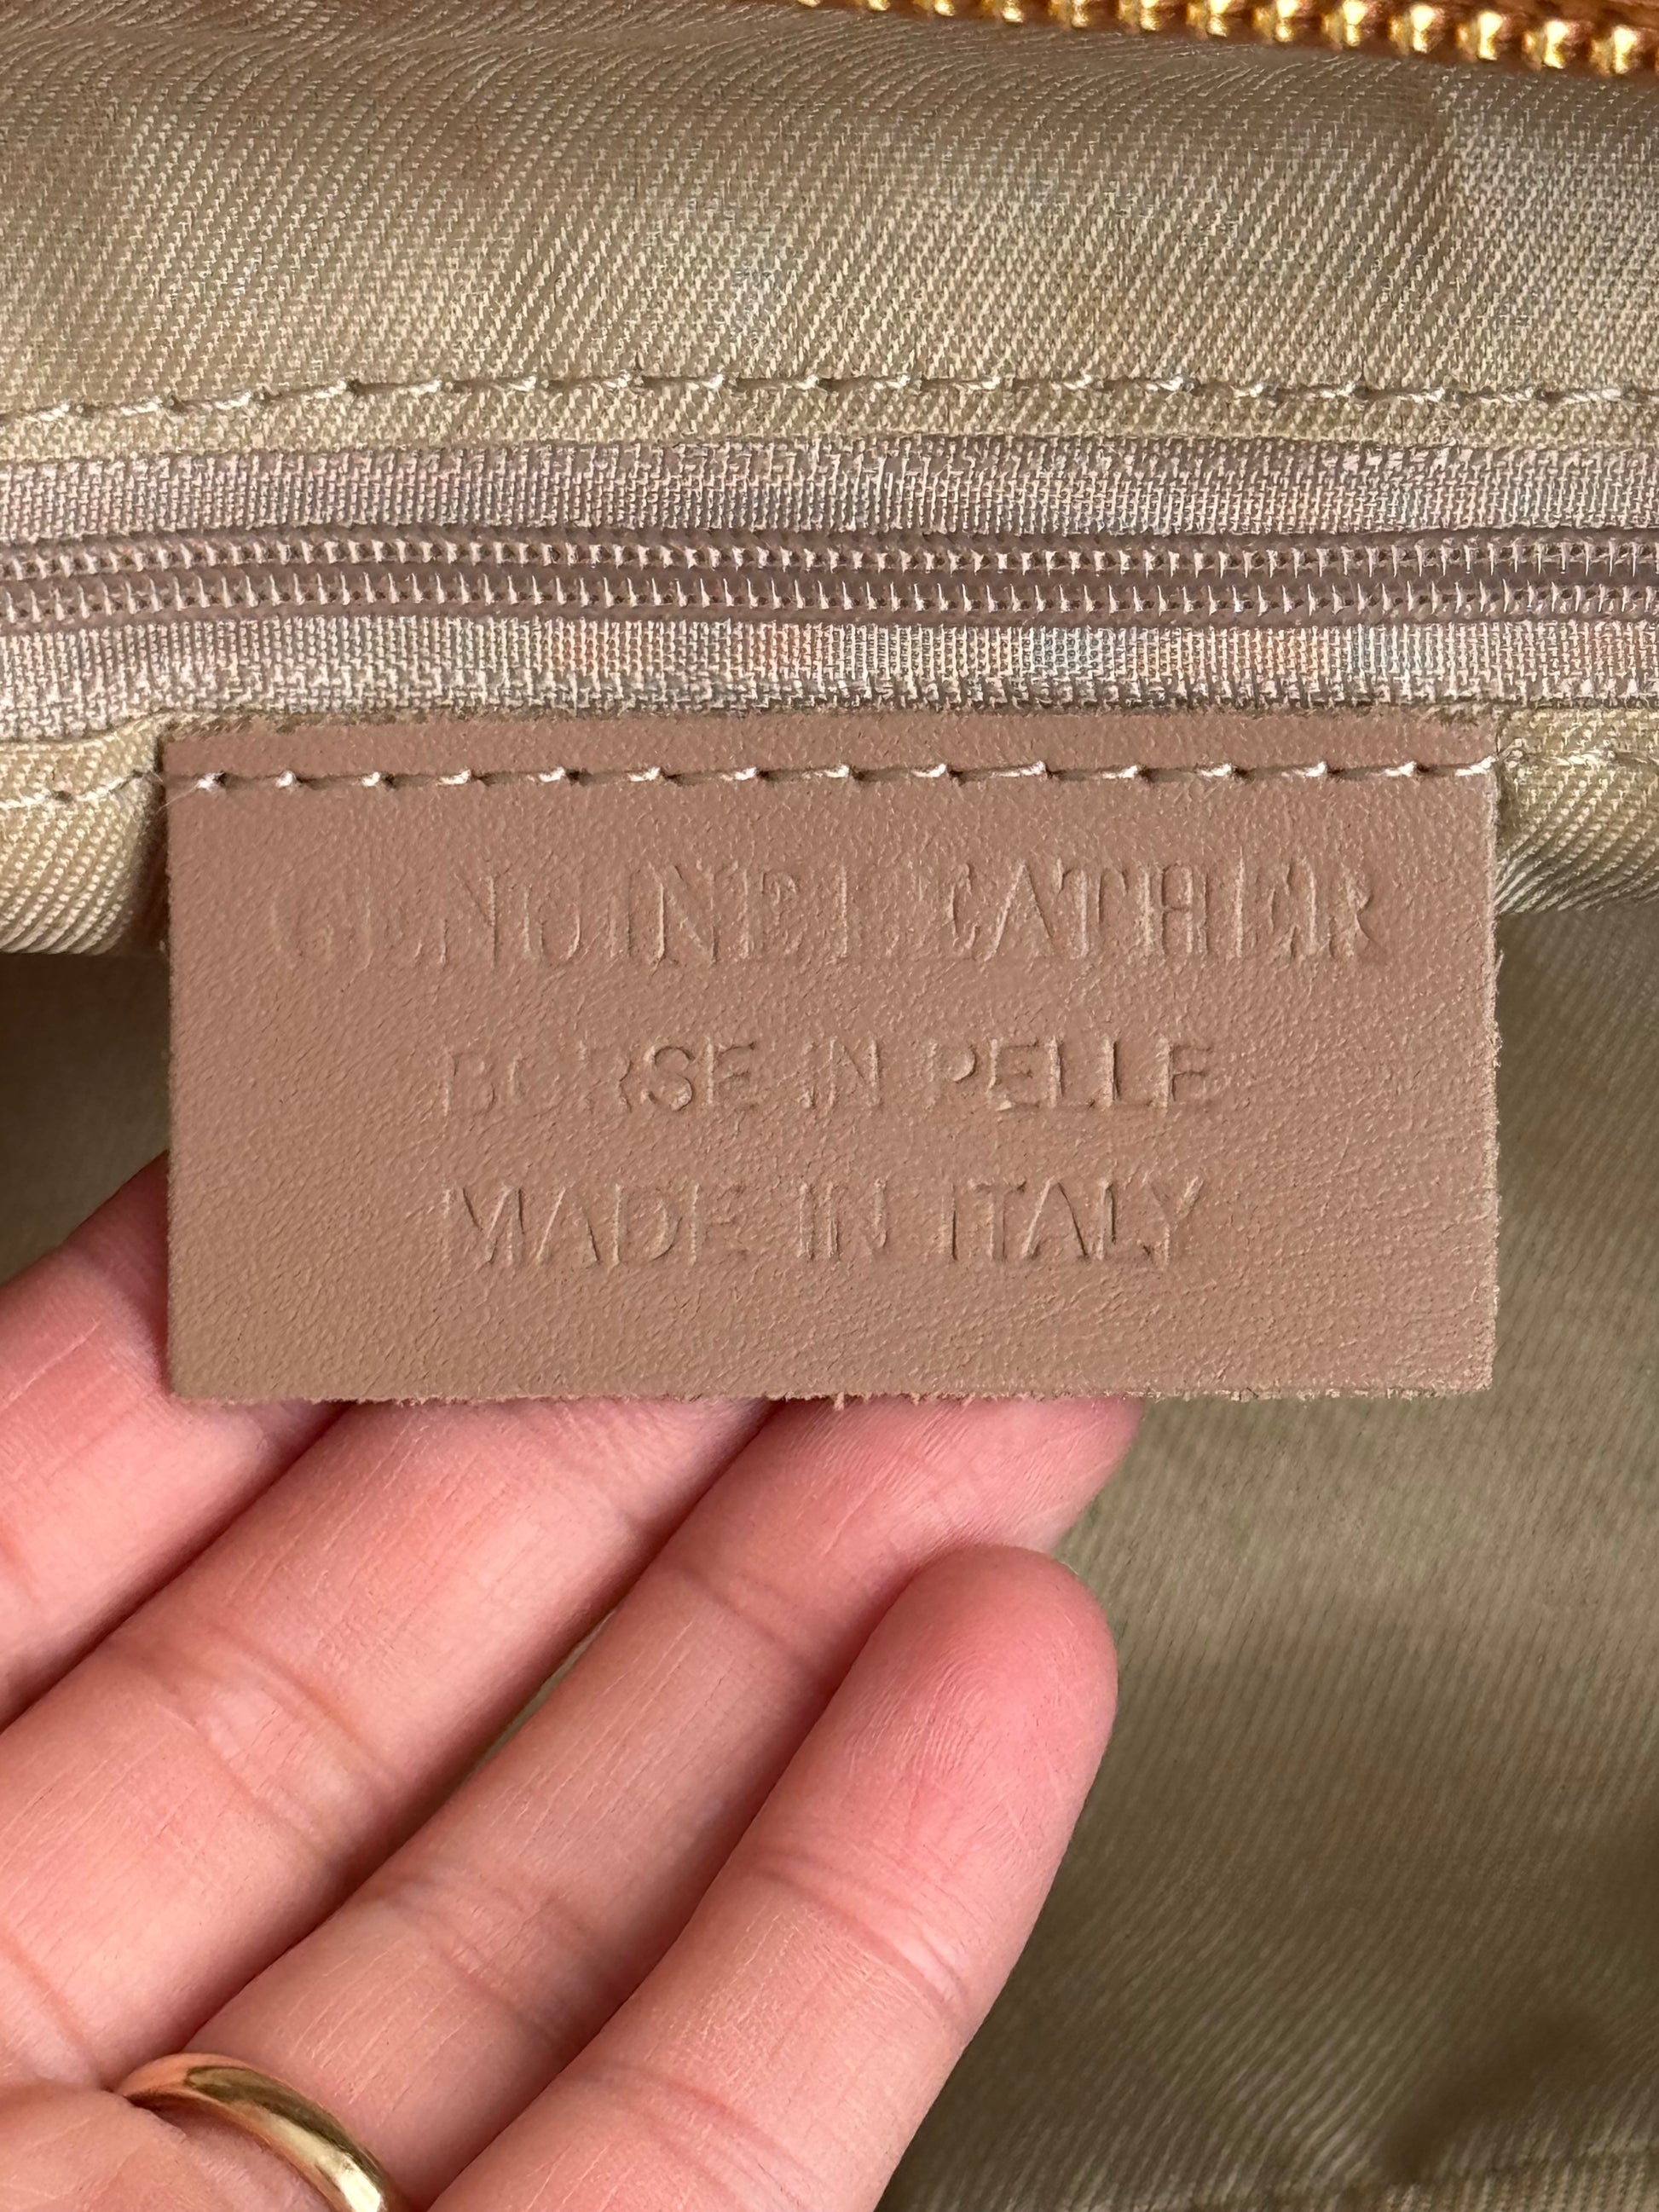 GENUINE LEATHER
BORSE IN PELLE
MADE IN ITALY